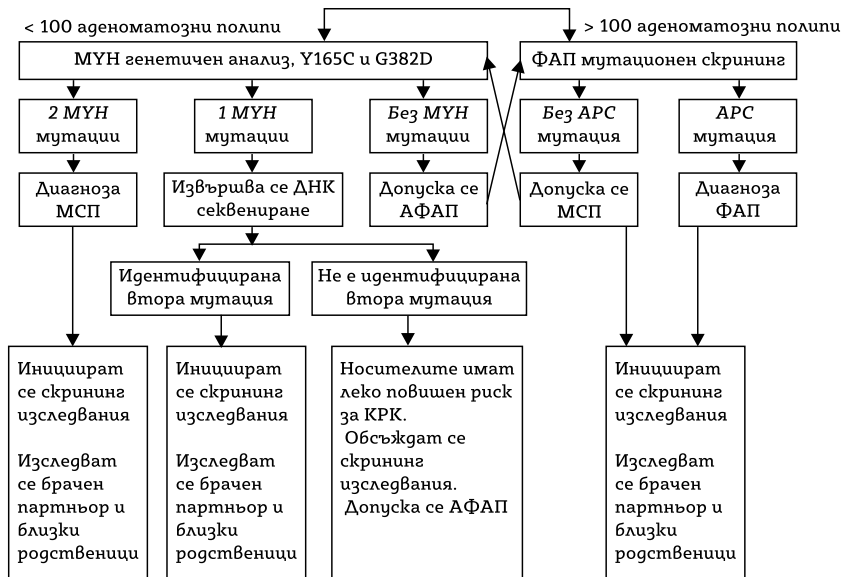 < 100 аденоматозни полипи
> 100 аденоматозни полипи
MYH генетичен анализ, Y165C и G382D
ФАП мутационен скрининг
2 MYH
мутации
1 MYH
мутации
Без MYH
мутации
Без APC
мутация
APC
мутация
Диагноза
МСП
Извършва се ДНК
секвениране
Допуска се
АФАП
Допуска се
МСП
Диагноза
ФАП
Идентифицирана
втора мутация
Не е идентифицирана
втора мутация
Инициират
се скрининг
изследвания
Изследват
се брачен
партньор и
близки
родственици
Инициират
се скрининг
изследвания
Изследват
се брачен
партньор и
близки
родственици
Носителите имат
леко повишен риск
за КРК.
Обсъждат се
скрининг
изследвания.
Допуска се АФАП
Инициират
се скрининг
изследвания
Изследват
се брачен
партньор и
близки
родственици